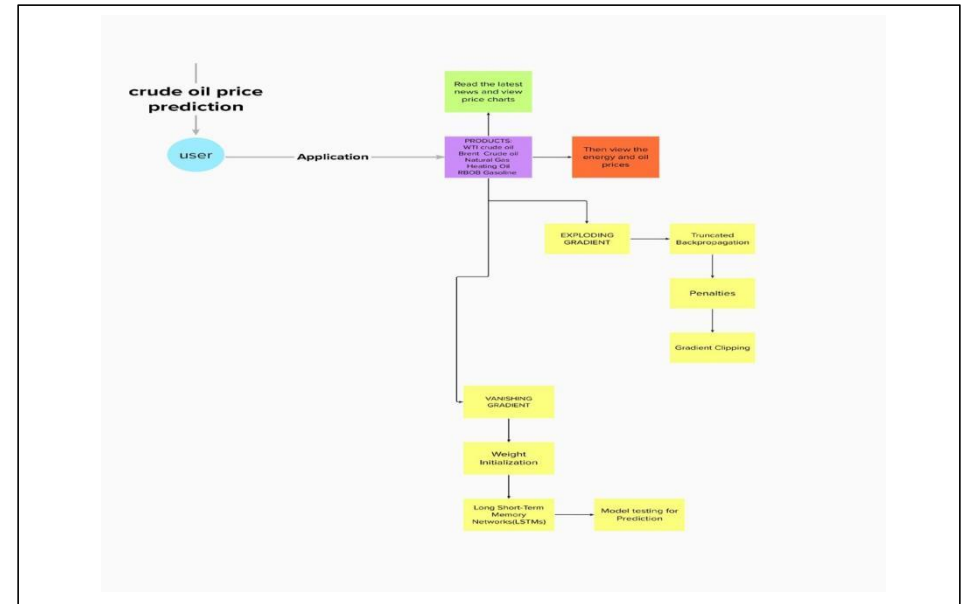 crude oil price
prediction
user
Application
Read the latest
news and view
price charts
PRODUCTS:
WTI crude oil
Brent Crude oil
Natural Gas
Heating Oil
RBOB Gasoline
Then view the
energy and oil
prices
EXPLODING
GRADIENT
Truncated
Backpropagation
Penalties
Gradient Clipping
VANISHING
GRADIENT
Weight
Initialization
Long Short-Term
Memory
Networks(LSTMs)
Model testing for
Prediction